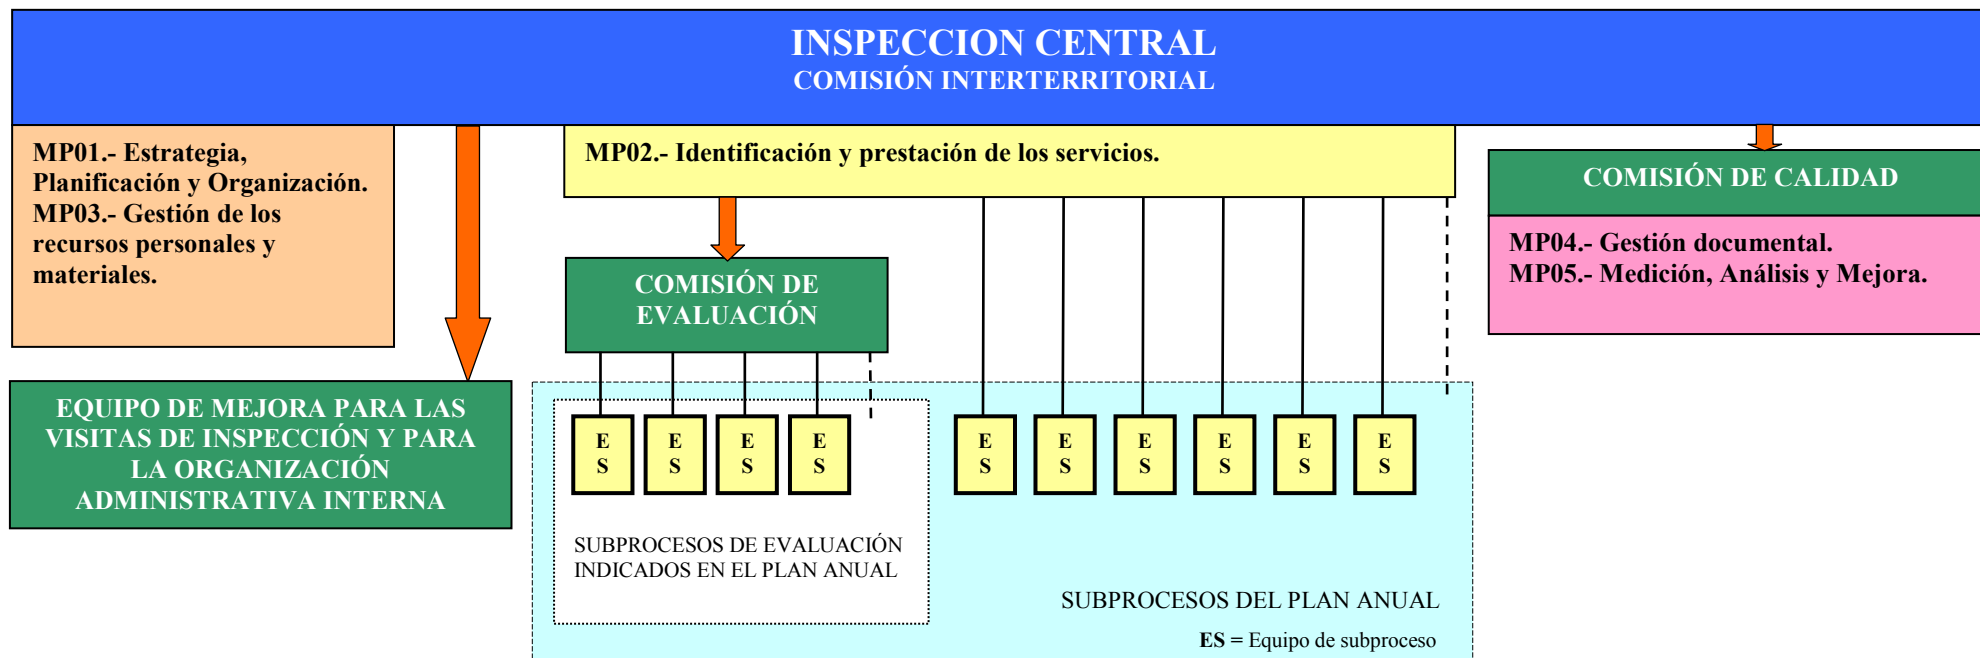 INSPECCION CENTRAL
COMISIÓN INTERTERRITORIAL
MP01.- Estrategia,
Planificación y Organización.
MP03.- Gestión de los
recursos personales y
materiales.
MP02.- Identificación y prestación de los servicios.
COMISIÓN DE CALIDAD
MP04.- Gestión documental.
MP05.- Medición, Análisis y Mejora.
COMISIÓN DE
EVALUACIÓN
EQUIPO DE MEJORA PARA LAS
VISITAS DE INSPECCIÓN Y PARA
LA ORGANIZACIÓN
ADMINISTRATIVA INTERNA
E
S
E
S
E
S
E
S
E
S
E
S
E
S
E
S
E
S
E
S
SUBPROCESOS DE EVALUACIÓN
INDICADOS EN EL PLAN ANUAL
SUBPROCESOS DEL PLAN ANUAL
ES = Equipo de subproceso